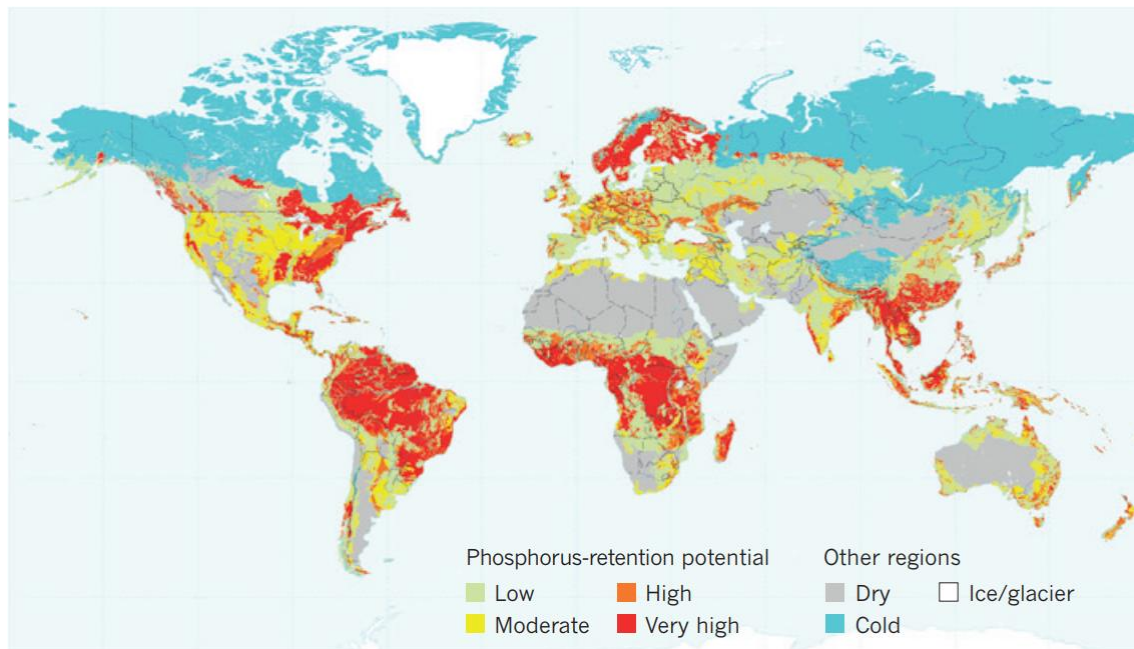 Phosphorus-retention potential
Low
High
Moderate
Very high
Other regions
Dry
Ice/glacier
Cold